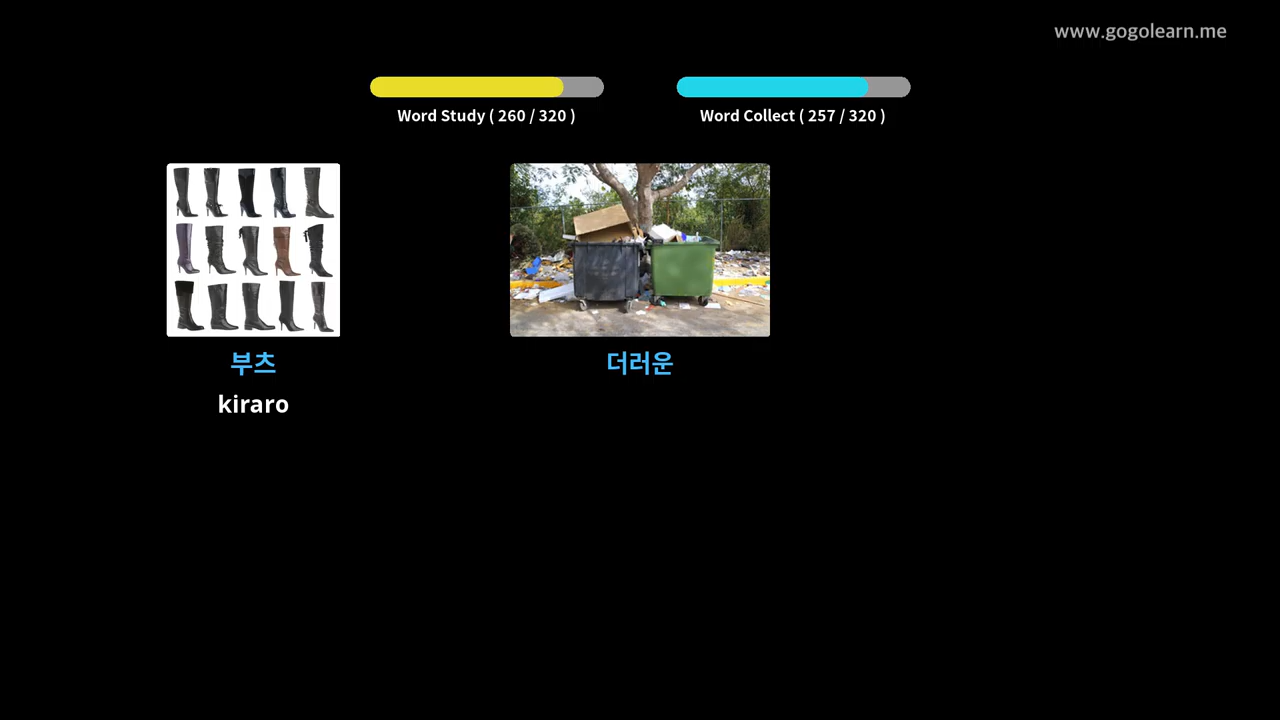 www.gogolearn.me
Word Study ( 260 / 320 )
Word Collect ( 257 / 320 )
부츠
kiraro
더러운